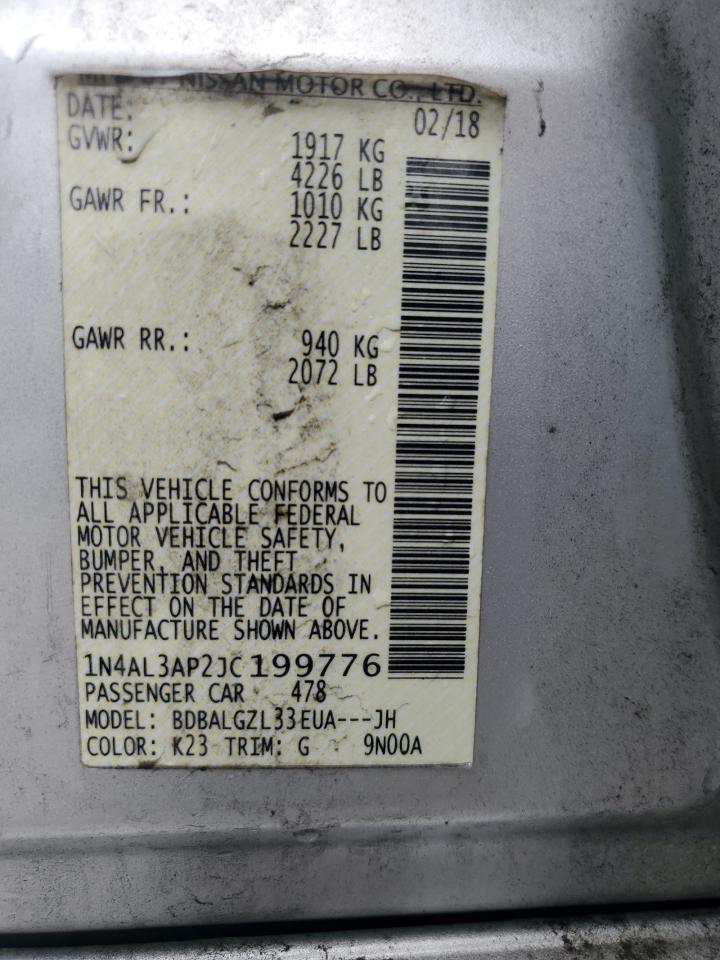 NISSAN MOTOR CO., LTD.
DATE: 02/18
GVWR: 1917 KG
4226 LB
GAWR FR.: 1010 KG
2227 LB
GAWR RR.: 940 KG
2072 LB
THIS VEHICLE CONFORMS TO
ALL APPLICABLE FEDERAL
MOTOR VEHICLE SAFETY,
BUMPER, AND THEFT
PREVENTION STANDARDS IN
EFFECT ON THE DATE OF
MANUFACTURE SHOWN ABOVE.
1N4AL3AP2JC199776
PASSENGER CAR 478
MODEL: BDBALGZL33EUA---JH
COLOR: K23 TRIM: G 9N00A